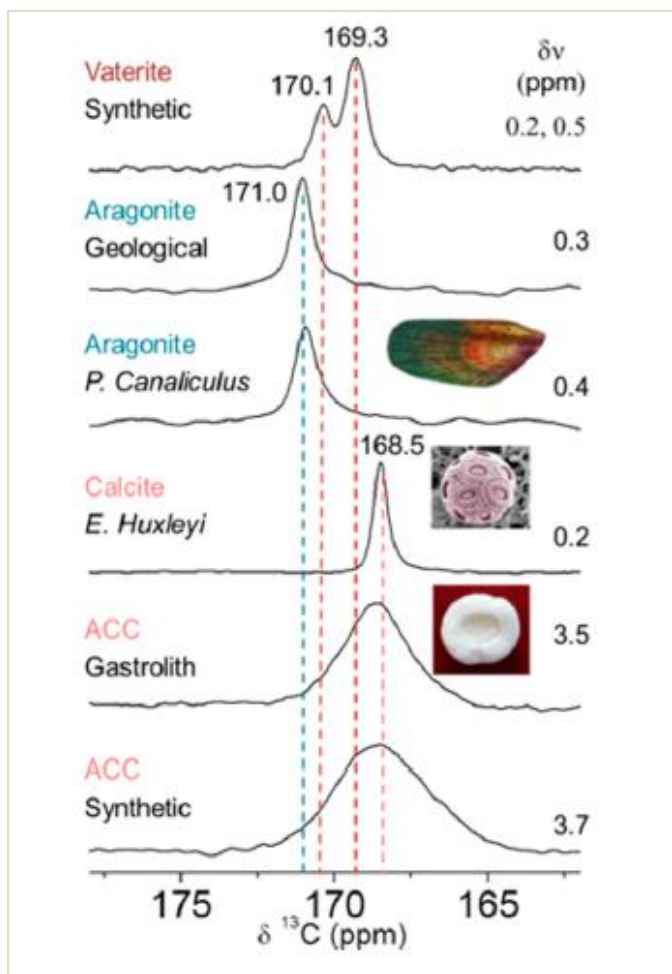 169.3
δν
(ppm)
Vaterite
170.1
Synthetic
0.2, 0.5
171.0
Aragonite
Geological
0.3
Aragonite
P. Canaliculus
0.4
168.5
Calcite
E. Huxleyi
0.2
ACC
Gastrolith
3.5
ACC
Synthetic
3.7
175
170
165
δ ¹³C (ppm)